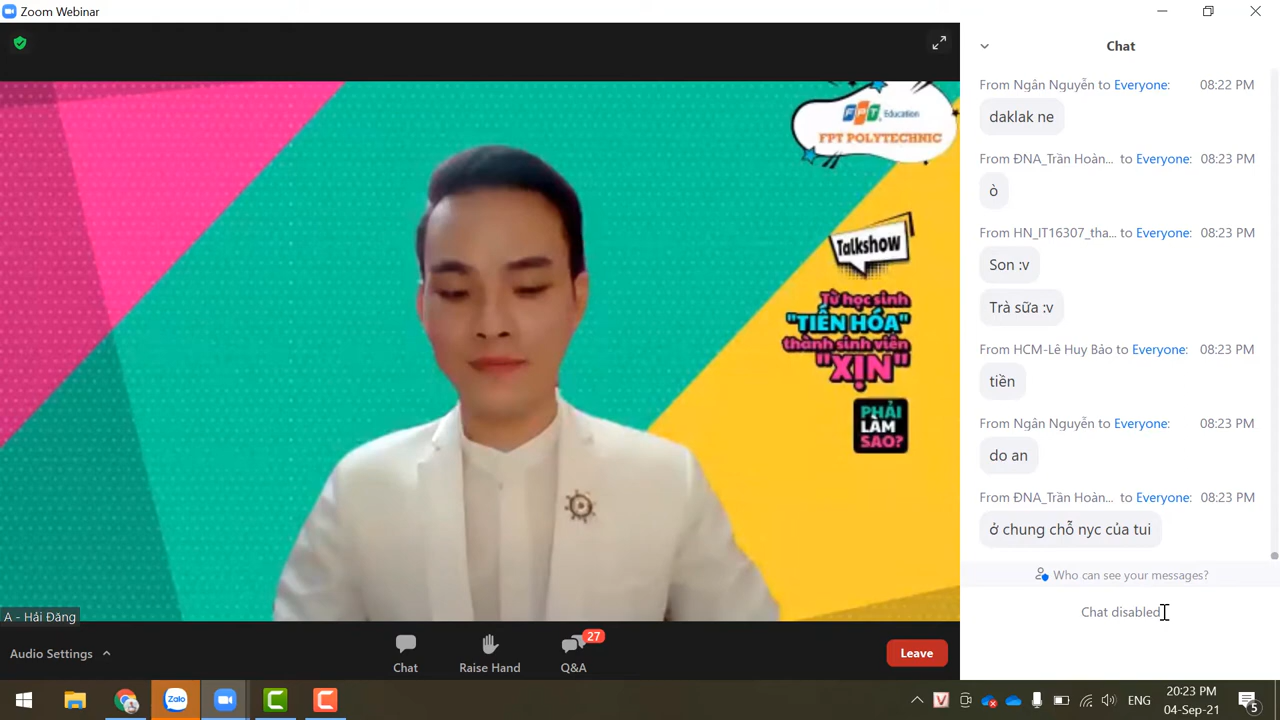 Zoom Webinar
FPT Education
FPT POLYTECHNIC
Talkshow
Từ học sinh
"TIẾN HÓA"
thành sinh viên
"XỊN"
PHẢI
LÀM
SAO?
A - Hải Đăng
Audio Settings
Chat
Raise Hand
27
Q&A
Leave
Chat
From Ngân Nguyễn to Everyone: 08:22 PM
daklak ne
From ĐNA_Trần Hoàn... to Everyone: 08:23 PM
ò
From HN_IT16307_tha... to Everyone: 08:23 PM
Son :v
Trà sữa :v
From HCM-Lê Huy Bảo to Everyone: 08:23 PM
tiền
From Ngân Nguyễn to Everyone: 08:23 PM
do an
From ĐNA_Trần Hoàn... to Everyone: 08:23 PM
ở chung chỗ nyc của tui
Who can see your messages?
Chat disabled
Zalo
ENG
20:23 PM
04-Sep-21
5